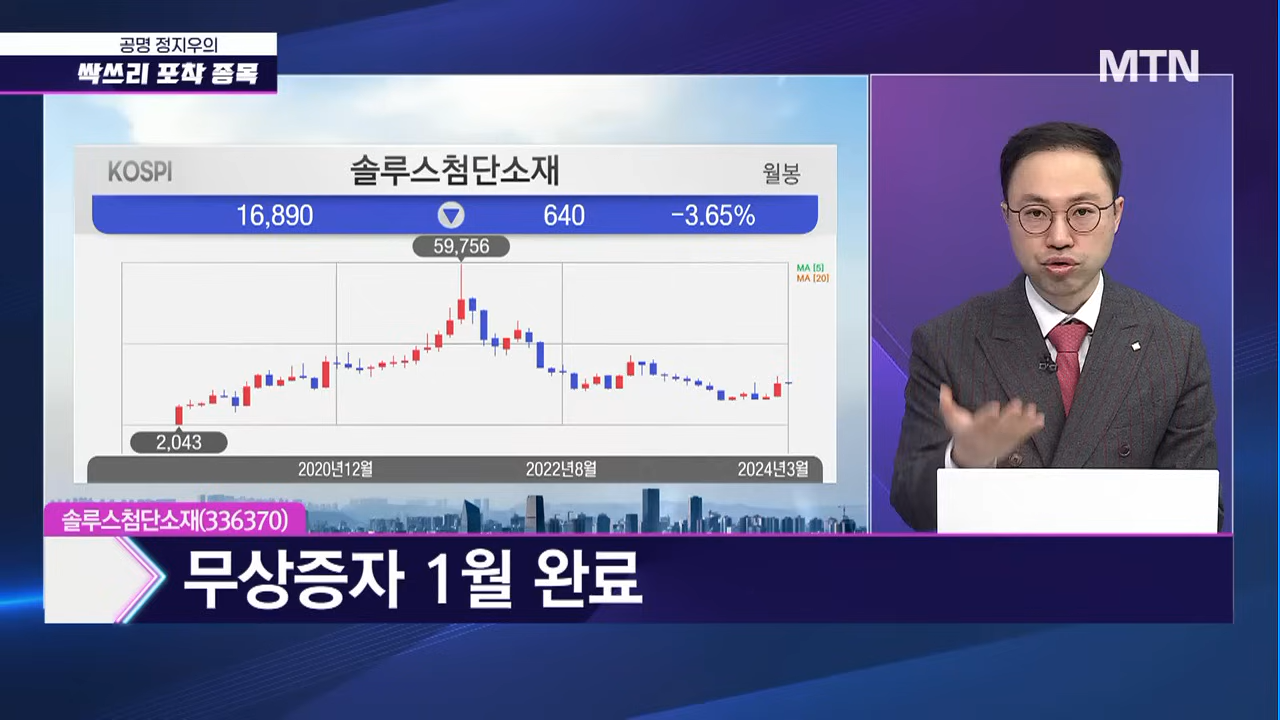 공명 정지우의
싹쓰리 포착 종목
MTN
KOSPI 솔루스첨단소재 월봉
16,890 ▼ 640 -3.65%
59,756
MA [5]
MA [20]
2,043
2020년12월 2022년8월 2024년3월
솔루스첨단소재(336370)
무상증자 1월 완료